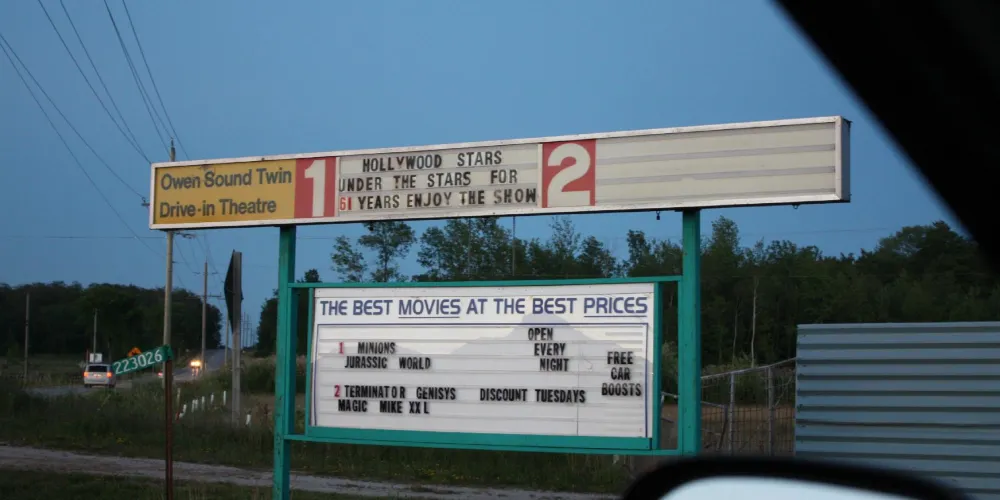 Owen Sound Twin
Drive-in Theatre
1
HOLLYWOOD STARS
UNDER THE STARS FOR
61 YEARS ENJOY THE SHOW
2
THE BEST MOVIES AT THE BEST PRICES
1 MINIONS
JURASSIC WORLD
OPEN
EVERY
NIGHT
FREE
CAR
BOOSTS
2 TERMINATOR GENISYS
MAGIC MIKE XXL
DISCOUNT TUESDAYS
223026